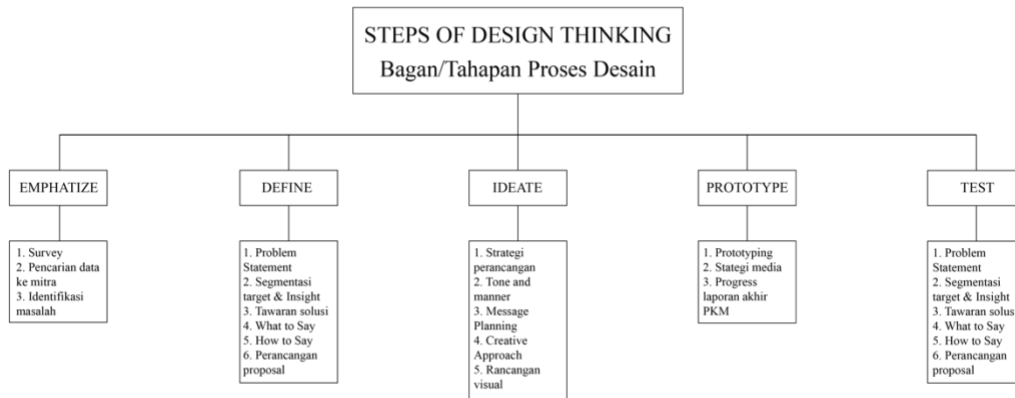 STEPS OF DESIGN THINKING
Bagan/Tahapan Proses Desain
EMPHATIZE
1. Survey
2. Pencarian data
ke mitra
3. Identifikasi
masalah
DEFINE
1. Problem
Statement
2. Segmentasi
target & Insight
3. Tawaran solusi
4. What to Say
5. How to Say
6. Perancangan
proposal
IDEATE
1. Strategi
perancangan
2. Tone and
manner
3. Message
Planning
4. Creative
Approach
5. Rancangan
visual
PROTOTYPE
1. Prototyping
2. Stategi media
3. Progress
laporan akhir
PKM
TEST
1. Problem
Statement
2. Segmentasi
target & Insight
3. Tawaran solusi
4. What to Say
5. How to Say
6. Perancangan
proposal